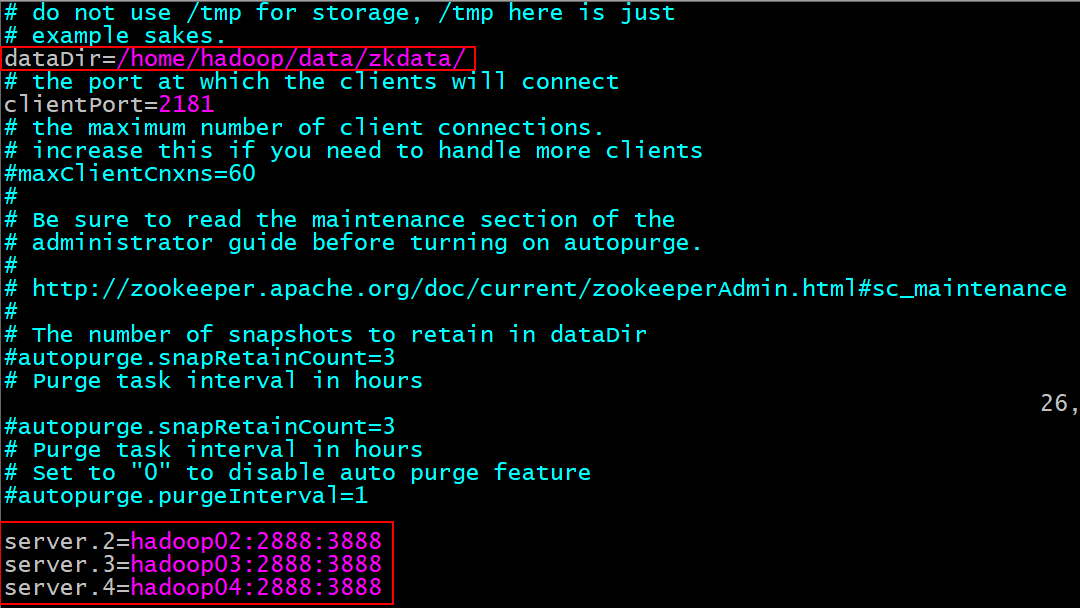 # do not use /tmp for storage, /tmp here is just
# example sakes.
dataDir=/home/hadoop/data/zkdata/
# the port at which the clients will connect
clientPort=2181
# the maximum number of client connections.
# increase this if you need to handle more clients
#maxClientCnxns=60
#
# Be sure to read the maintenance section of the
# administrator guide before turning on autopurge.
#
# http://zookeeper.apache.org/doc/current/zookeeperAdmin.html#sc_maintenance
#
# The number of snapshots to retain in dataDir
#autopurge.snapRetainCount=3
# Purge task interval in hours
26,
#autopurge.snapRetainCount=3
# Purge task interval in hours
# Set to "0" to disable auto purge feature
#autopurge.purgeInterval=1
server.2=hadoop02:2888:3888
server.3=hadoop03:2888:3888
server.4=hadoop04:2888:3888